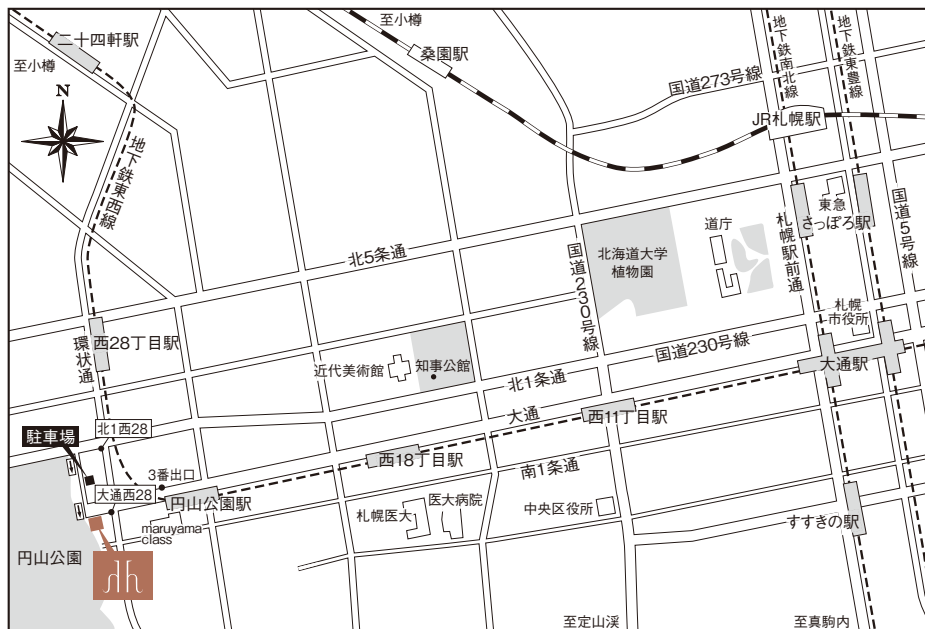 至小樽
二十四軒駅
至小樽
桑園駅
国道273号線
地下鉄南北線
地下鉄東豊線
JR札幌駅
N
地下鉄東西線
東急
さっぽろ駅
国道5号線
道庁
札幌駅前通
北海道大学
植物園
国道230号線
北5条通
札幌
市役所
環状通
西28丁目駅
近代美術館
知事公館
国道230号線
大通駅
北1条通
大通
西11丁目駅
北1西28
駐車場
西18丁目駅
南1条通
3番出口
大通西28
円山公園駅
maruyama
class
札幌医大
医大病院
中央区役所
すすきの駅
円山公園
dh
至定山渓
至真駒内